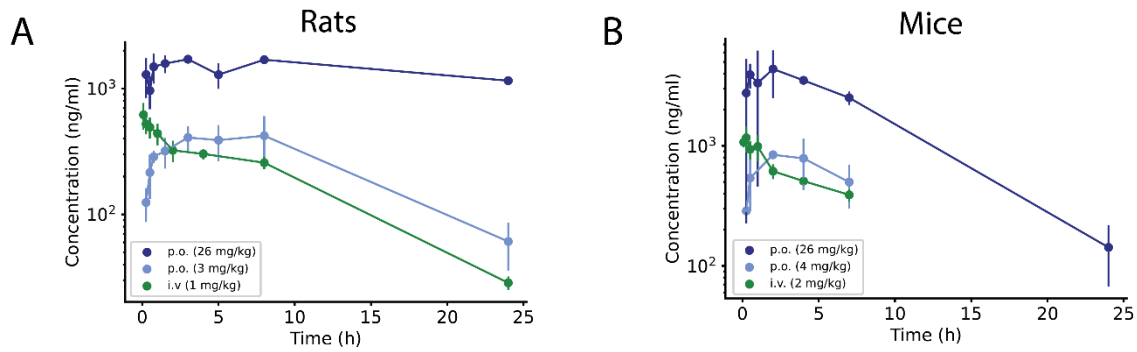 A
Rats
Concentration (ng/ml)
10³
10²
p.o. (26 mg/kg)
p.o. (3 mg/kg)
i.v (1 mg/kg)
0 5 10 15 20 25
Time (h)
B
Mice
Concentration (ng/ml)
10³
10²
p.o. (26 mg/kg)
p.o. (4 mg/kg)
i.v. (2 mg/kg)
0 5 10 15 20 25
Time (h)